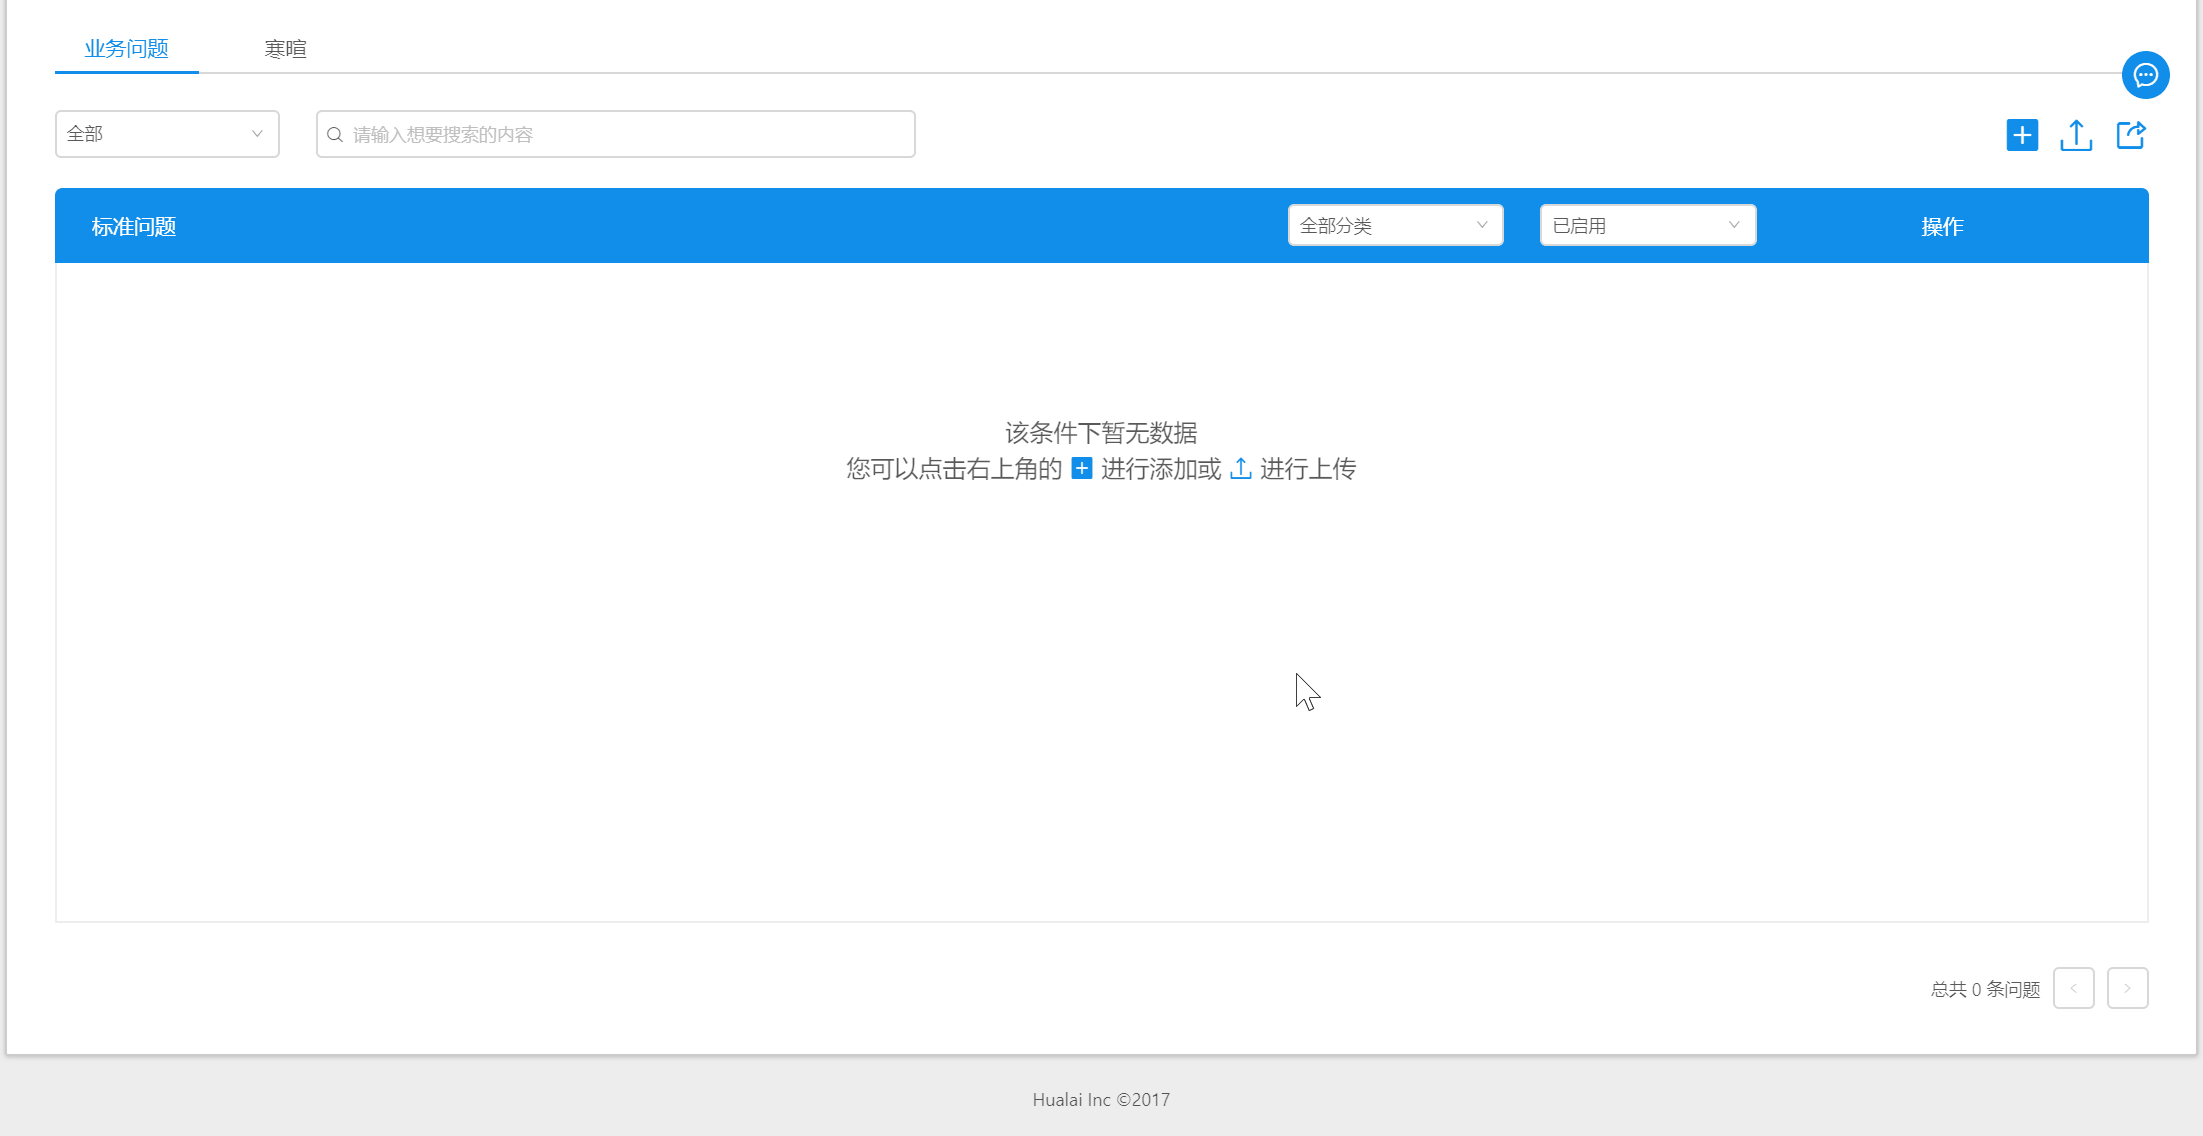 业务问题 寒暄
全部 请输入想要搜索的内容
标准问题 全部分类 已启用 操作
该条件下暂无数据
您可以点击右上角的 进行添加或 进行上传
总共 0 条问题
Hualai Inc ©2017